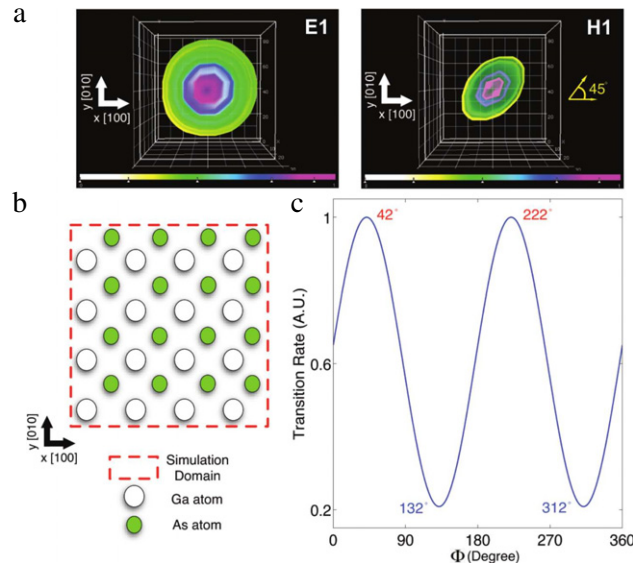 a
E1
y [010]
x [100]
H1
y [010]
x [100]
45°
b
y [010]
x [100]
Simulation
Domain
Ga atom
As atom
c
42°
222°
1
0.6
0.2
132°
312°
Transition Rate (A.U.)
0
90
180
270
360
Φ (Degree)